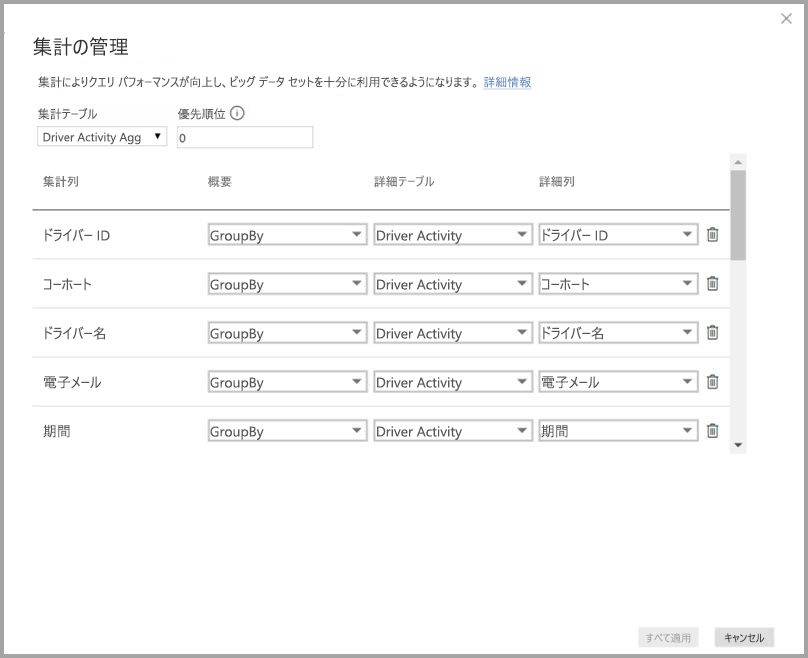 集計の管理
集計によりクエリ パフォーマンスが向上し、ビッグ データ セットを十分に利用できるようになります。 詳細情報
集計テーブル 優先順位
Driver Activity Agg 0
集計列 概要 詳細テーブル 詳細列
ドライバー ID GroupBy Driver Activity ドライバー ID
コーホート GroupBy Driver Activity コーホート
ドライバー名 GroupBy Driver Activity ドライバー名
電子メール GroupBy Driver Activity 電子メール
期間 GroupBy Driver Activity 期間
すべて適用 キャンセル